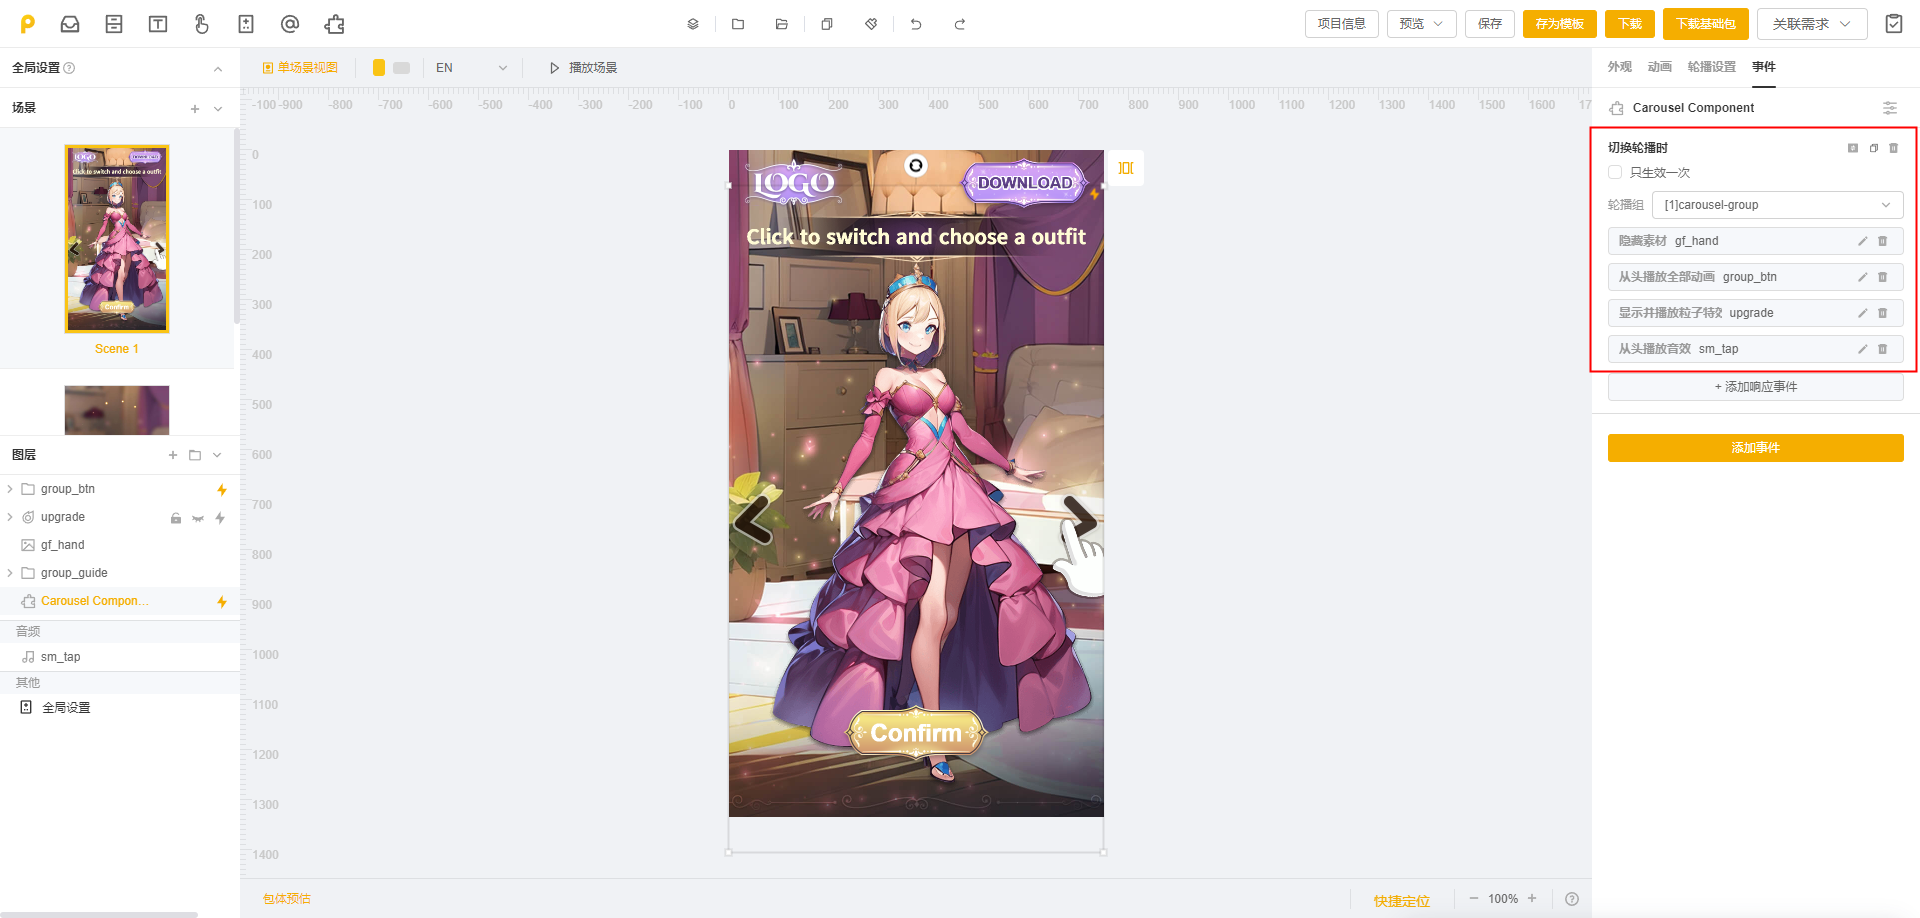 项目信息
预览
保存
存为模板
下载
下载基础包
关联需求
全局设置
单场景视图
EN
播放场景
外观
动画
轮播设置
事件
场景
-100 -900 -800 -700 -600 -500 -400 -300 -200 -100 0 100 200 300 400 500 600 700 800 900 1000 1100 1200 1300 1400 1500 1600 17
Carousel Component
切换轮播时
只生效一次
轮播组
[1]carousel-group
隐藏素材 gf_hand
从头播放全部动画 group_btn
显示并播放粒子特效 upgrade
从头播放音效 sm_tap
+ 添加响应事件
添加事件
LOGO
DOWNLOAD
Click to switch and choose a outfit
Confirm
Scene 1
0
100
200
300
400
500
600
700
800
900
1000
1100
1200
1300
1400
LOGO
DOWNLOAD
Click to switch and choose a outfit
Confirm
图层
group_btn
upgrade
gf_hand
group_guide
Carousel Compon...
音频
sm_tap
其他
全局设置
包体预估
快捷定位
100%